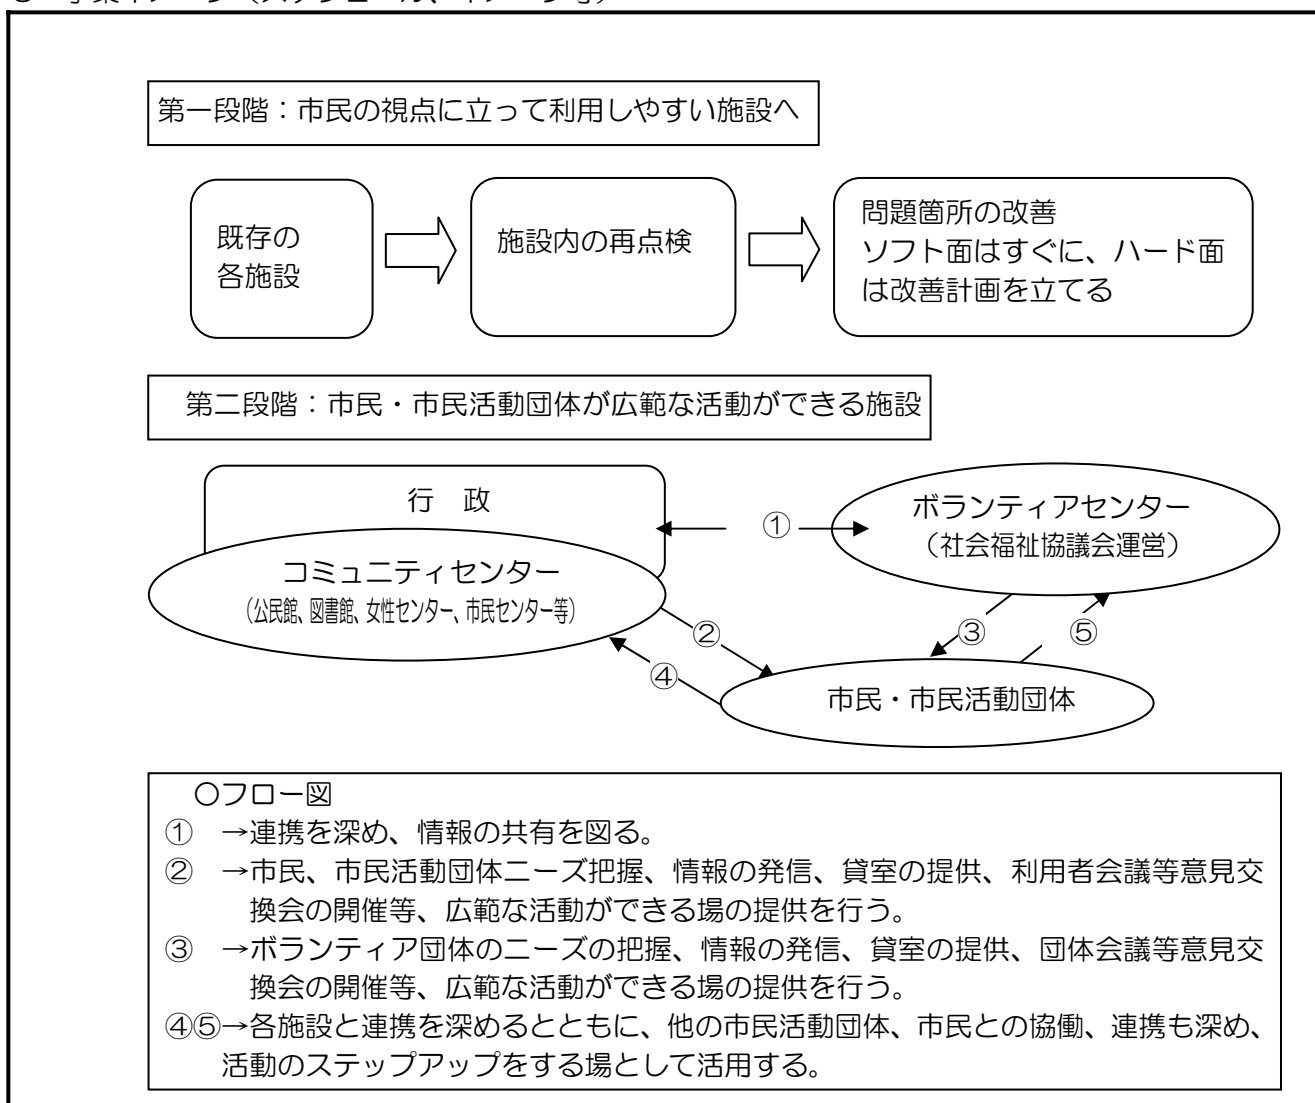 第一段階：市民の視点に立って利用しやすい施設へ
既存の
各施設
施設内の再点検
問題箇所の改善
ソフト面はすぐに、ハード面
は改善計画を立てる
第二段階：市民・市民活動団体が広範な活動ができる施設
行　政
コミュニティセンター
（公民館、図書館、女性センター、市民センター等）
①
ボランティアセンター
（社会福祉協議会運営）
②
③
⑤
④
市民・市民活動団体
○フロー図
①　→連携を深め、情報の共有を図る。
②　→市民、市民活動団体ニーズ把握、情報の発信、貸室の提供、利用者会議等意見交
換会の開催等、広範な活動ができる場の提供を行う。
③　→ボランティア団体のニーズの把握、情報の発信、貸室の提供、団体会議等意見交
換会の開催等、広範な活動ができる場の提供を行う。
④⑤→各施設と連携を深めるとともに、他の市民活動団体、市民との協働、連携も深め、
活動のステップアップをする場として活用する。